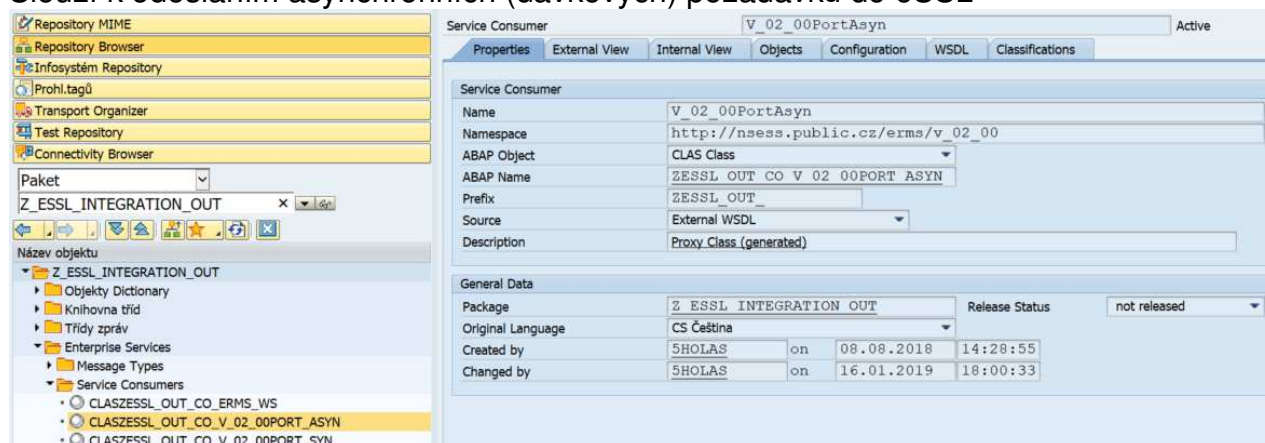 Slouží k odesláním asynchronních (dávkových) požadavků do eSSL
Repository MIME
Repository Browser
Infosystém Repository
Prohl.tagů
Transport Organizer
Test Repository
Connectivity Browser
Paket
Z_ESSL_INTEGRATION_OUT
Název objektu
Z_ESSL_INTEGRATION_OUT
Objekty Dictionary
Knihovna tříd
Třídy zpráv
Enterprise Services
Message Types
Service Consumers
CLASZESSL_OUT_CO_ERMS_WS
CLASZESSL_OUT_CO_V_02_00PORT_ASYN
CLASZESSL_OUT_CO_V_02_00PORT_SYN
Service Consumer V_02_00PortAsyn Active
Properties External View Internal View Objects Configuration WSDL Classifications
Service Consumer
Name V_02_00PortAsyn
Namespace http://nsess.public.cz/erms/v_02_00
ABAP Object CLAS Class
ABAP Name ZESSL_OUT_CO_V_02_00PORT_ASYN
Prefix ZESSL_OUT_
Source External WSDL
Description Proxy Class (generated)
General Data
Package Z_ESSL_INTEGRATION_OUT Release Status not released
Original Language CS Čeština
Created by 5HOLAS on 08.08.2018 14:28:55
Changed by 5HOLAS on 16.01.2019 18:00:33